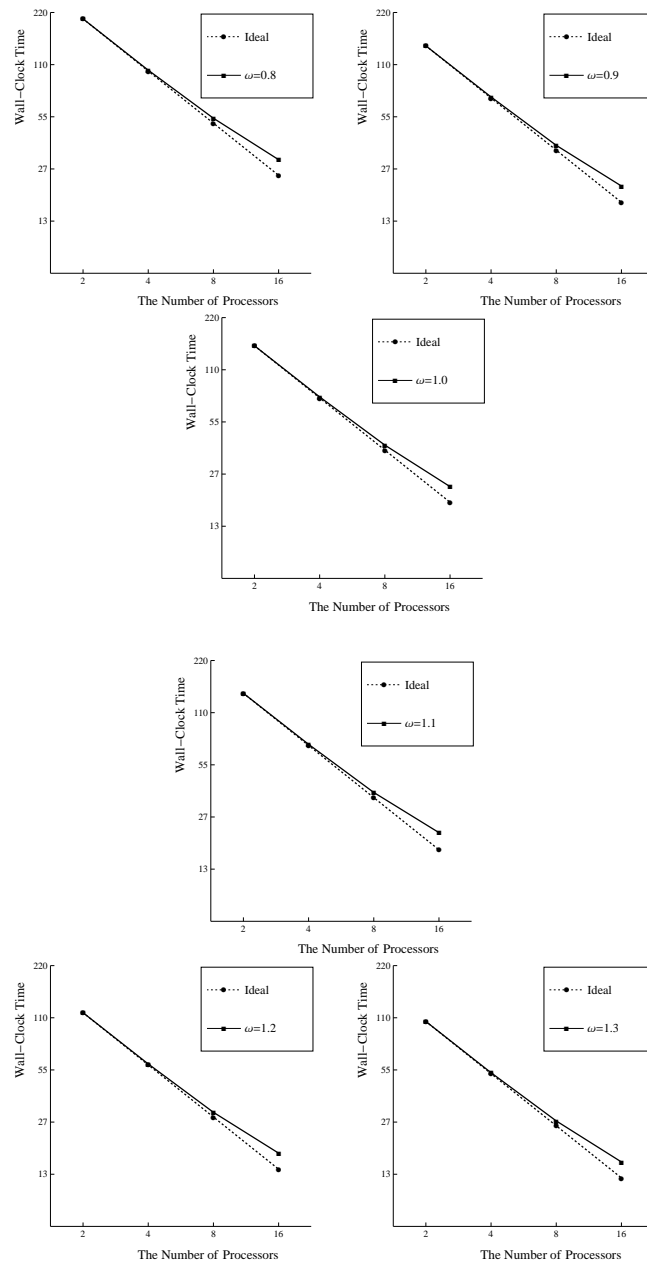 220
110
55
27
13
2 4 8 16
Wall−Clock Time
The Number of Processors
Ideal
ω=0.8
220
110
55
27
13
2 4 8 16
Wall−Clock Time
The Number of Processors
Ideal
ω=0.9
220
110
55
27
13
2 4 8 16
Wall−Clock Time
The Number of Processors
Ideal
ω=1.0
220
110
55
27
13
2 4 8 16
Wall−Clock Time
The Number of Processors
Ideal
ω=1.1
220
110
55
27
13
2 4 8 16
Wall−Clock Time
The Number of Processors
Ideal
ω=1.2
220
110
55
27
13
2 4 8 16
Wall−Clock Time
The Number of Processors
Ideal
ω=1.3